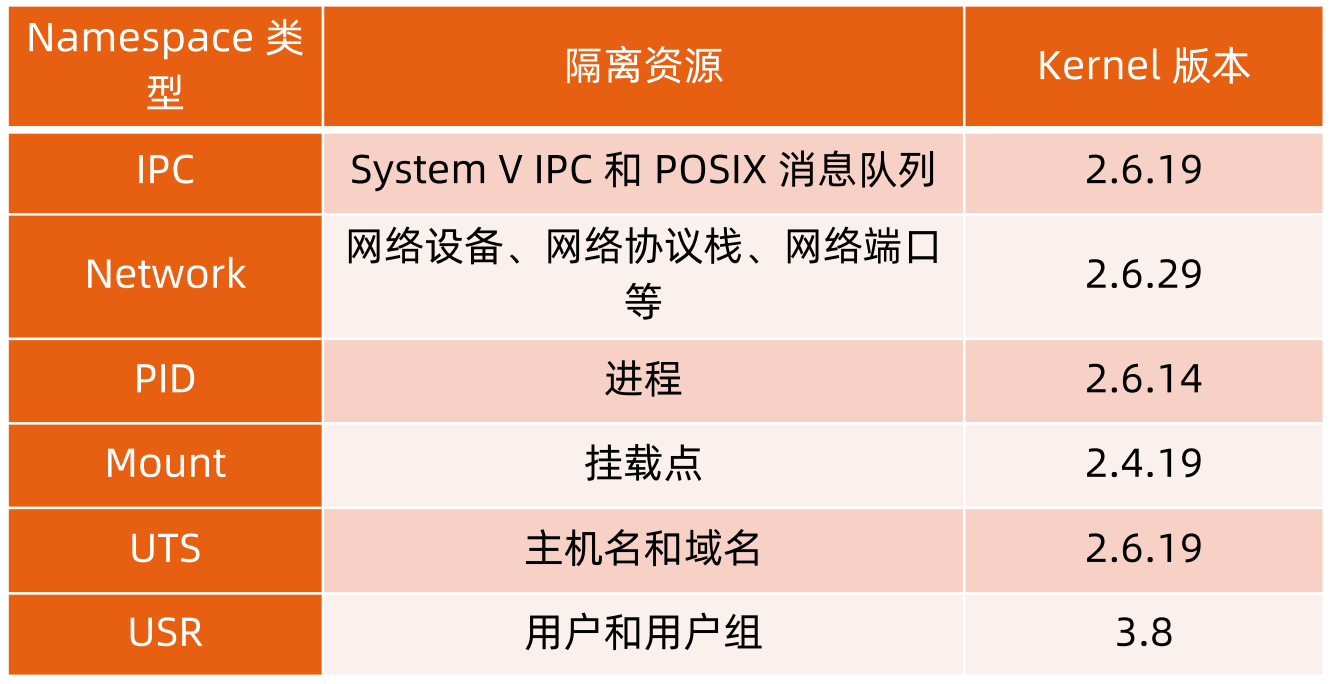 Namespace 类
型
隔离资源
Kernel 版本
IPC
System V IPC 和 POSIX 消息队列
2.6.19
Network
网络设备、网络协议栈、网络端口
等
2.6.29
PID
进程
2.6.14
Mount
挂载点
2.4.19
UTS
主机名和域名
2.6.19
USR
用户和用户组
3.8